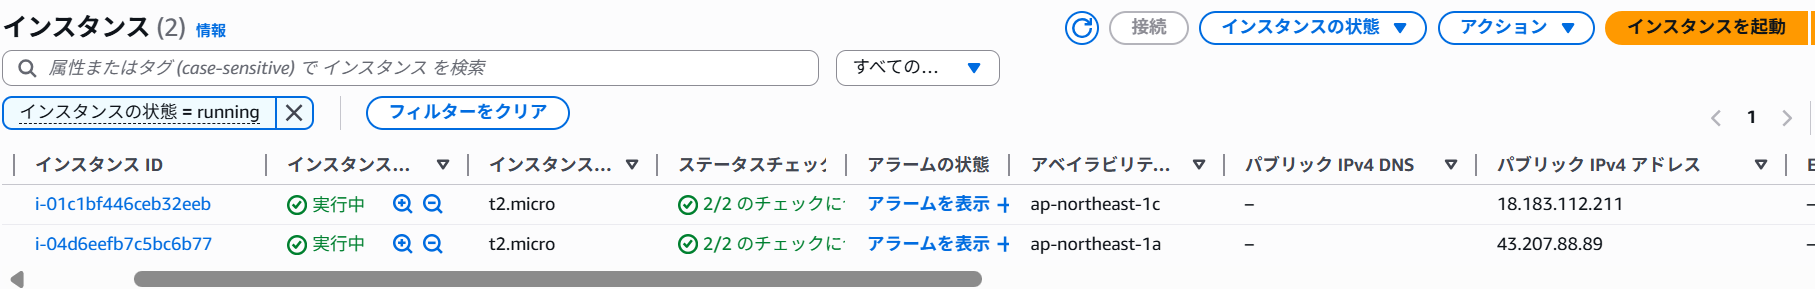 インスタンス (2) 情報 接続 インスタンスの状態 アクション インスタンスを起動
属性またはタグ (case-sensitive) で インスタンス を検索 すべての...
インスタンスの状態 = running フィルターをクリア 1
インスタンス ID インスタンス... インスタンス... ステータスチェック アラームの状態 アベイラビリテ... パブリック IPv4 DNS パブリック IPv4 アドレス
i-01c1bf446ceb32eeb 実行中 t2.micro 2/2 のチェックに アラームを表示 + ap-northeast-1c – 18.183.112.211 –
i-04d6eefb7c5bc6b77 実行中 t2.micro 2/2 のチェックに アラームを表示 + ap-northeast-1a – 43.207.88.89 –